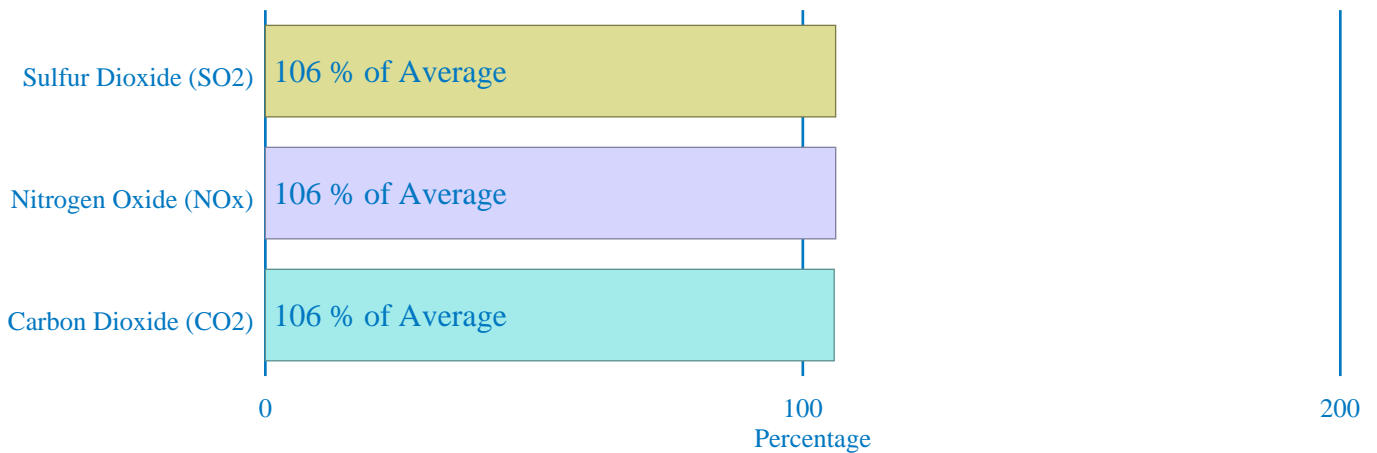 Sulfur Dioxide (SO2)
106 % of Average
Nitrogen Oxide (NOx)
106 % of Average
Carbon Dioxide (CO2)
106 % of Average
0 100 200
Percentage